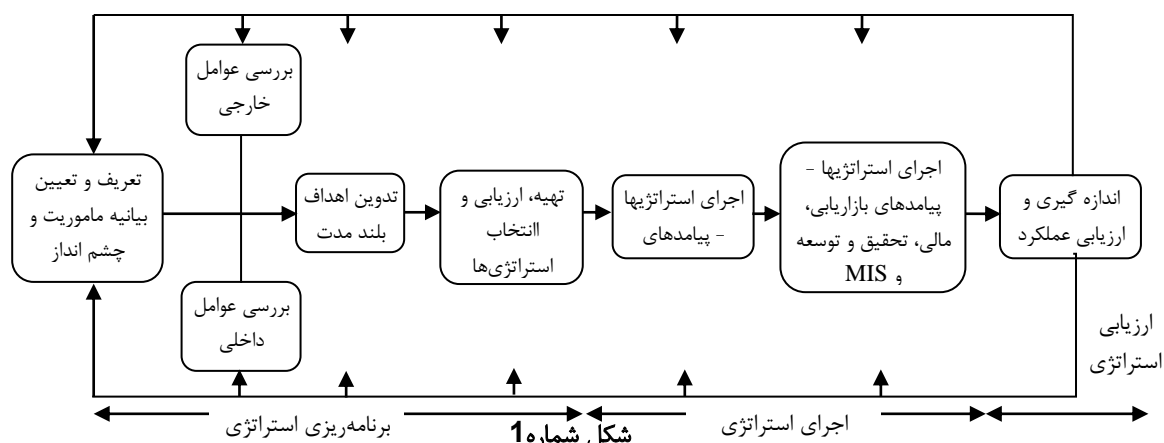 بررسی عوامل
خارجی
تعریف و تعیین
بیانیه ماموریت و
چشم انداز
تدوین اهداف
بلند مدت
تهیه، ارزیابی و
اانتخاب
استراتژی‌ها
اجرای استراتژیها
- پیامدهای
اجرای استراتژیها -
پیامدهای بازاریابی،
مالی، تحقیق و توسعه
و MIS
اندازه گیری و
ارزیابی عملکرد
بررسی عوامل
داخلی
ارزیابی
استراتژی
برنامه‌ریزی استراتژی
اجرای استراتژی
شکل شماره1